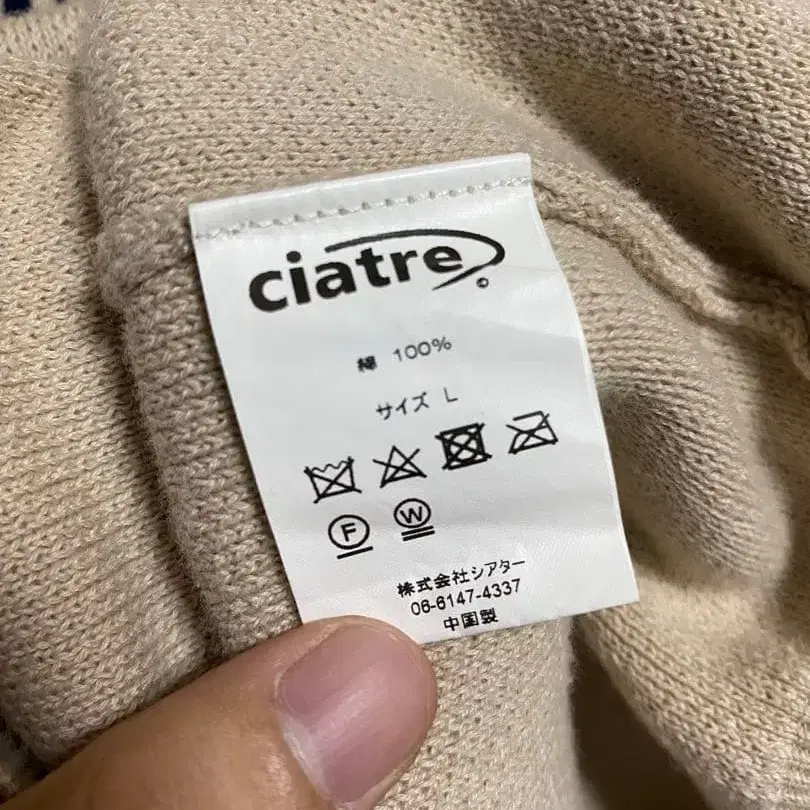 ciatre
©
綿 100%
サイズ L
F W
株式会社シアター
06-6147-4337
中国製